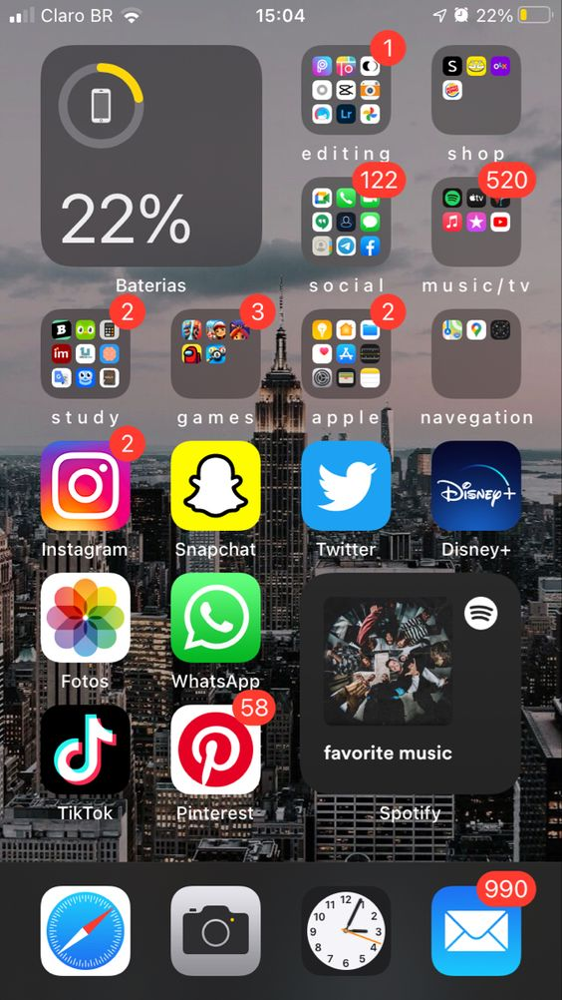 Claro BR 15:04 22%
1
editing
shop
22%
Baterias
122
social
520
music/tv
2
study
3
games
2
apple
navegation
2
Instagram
Snapchat
Twitter
Disney+
Disney+
Fotos
WhatsApp
favorite music
Spotify
TikTok
58
Pinterest
990